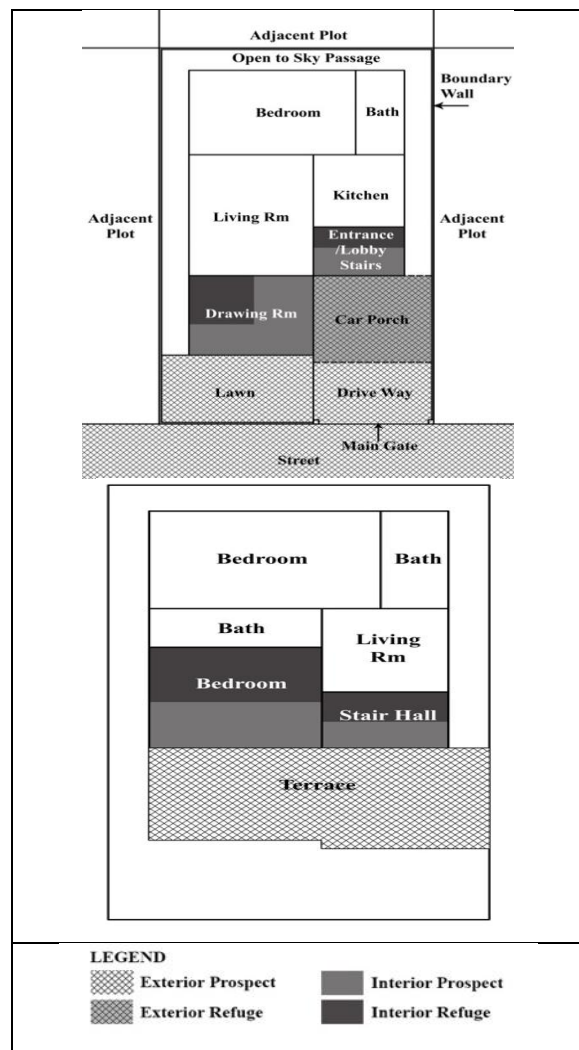 Adjacent Plot
Open to Sky Passage
Boundary
Wall
Bedroom
Bath
Kitchen
Adjacent
Plot
Living Rm
Adjacent
Plot
Entrance
/Lobby
Stairs
Drawing Rm
Car Porch
Lawn
Drive Way
Main Gate
Street
Bedroom
Bath
Bath
Living
Rm
Bedroom
Stair Hall
Terrace
LEGEND
Exterior Prospect
Interior Prospect
Exterior Refuge
Interior Refuge